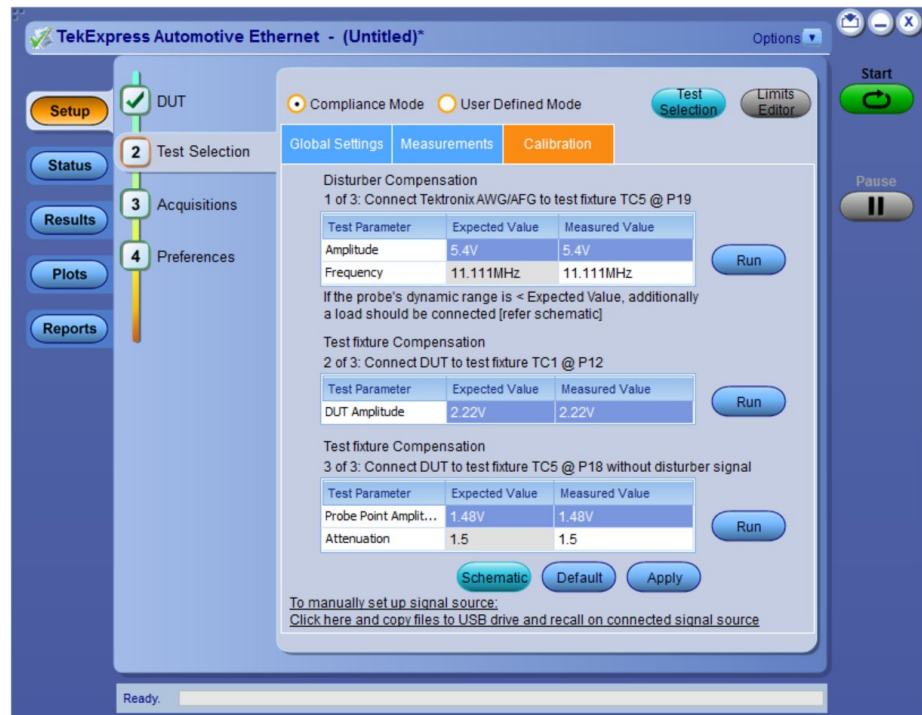 TekExpress Automotive Ethernet - (Untitled)*
Options
Start
Pause
Setup
Status
Results
Plots
Reports
DUT
2 Test Selection
3 Acquisitions
4 Preferences
Compliance Mode User Defined Mode
Test Selection
Limits Editor
Global Settings Measurements Calibration
Disturber Compensation
1 of 3: Connect Tektronix AWG/AFG to test fixture TC5 @ P19
Test Parameter Expected Value Measured Value
Amplitude 5.4V 5.4V
Frequency 11.111MHz 11.111MHz
Run
If the probe's dynamic range is < Expected Value, additionally
a load should be connected [refer schematic]
Test fixture Compensation
2 of 3: Connect DUT to test fixture TC1 @ P12
Test Parameter Expected Value Measured Value
DUT Amplitude 2.22V 2.22V
Run
Test fixture Compensation
3 of 3: Connect DUT to test fixture TC5 @ P18 without disturber signal
Test Parameter Expected Value Measured Value
Probe Point Amplit... 1.48V 1.48V
Attenuation 1.5 1.5
Run
Schematic Default Apply
To manually set up signal source:
Click here and copy files to USB drive and recall on connected signal source
Ready.